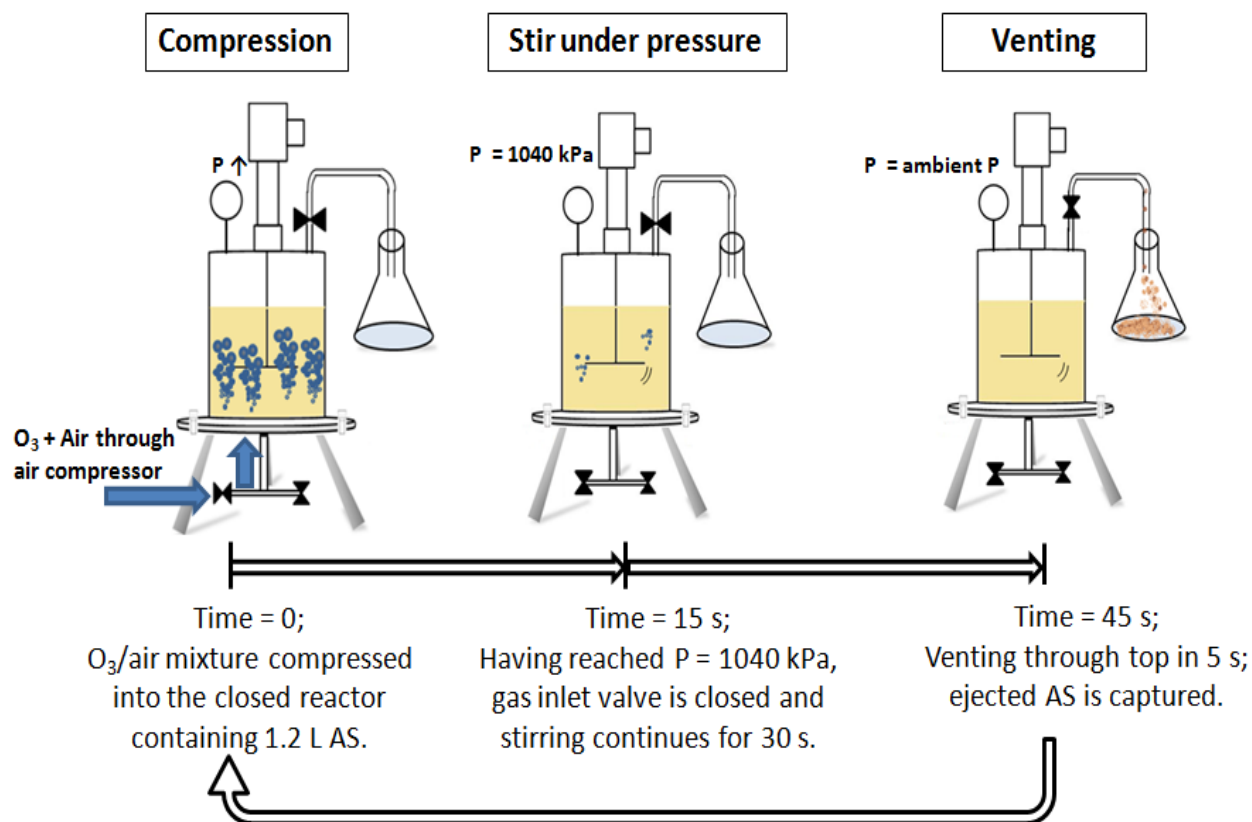 Compression
Stir under pressure
Venting
P ↑
P = 1040 kPa
P = ambient P
O₃ + Air through
air compressor
Time = 0;
O₃/air mixture compressed
into the closed reactor
containing 1.2 L AS.
Time = 15 s;
Having reached P = 1040 kPa,
gas inlet valve is closed and
stirring continues for 30 s.
Time = 45 s;
Venting through top in 5 s;
ejected AS is captured.